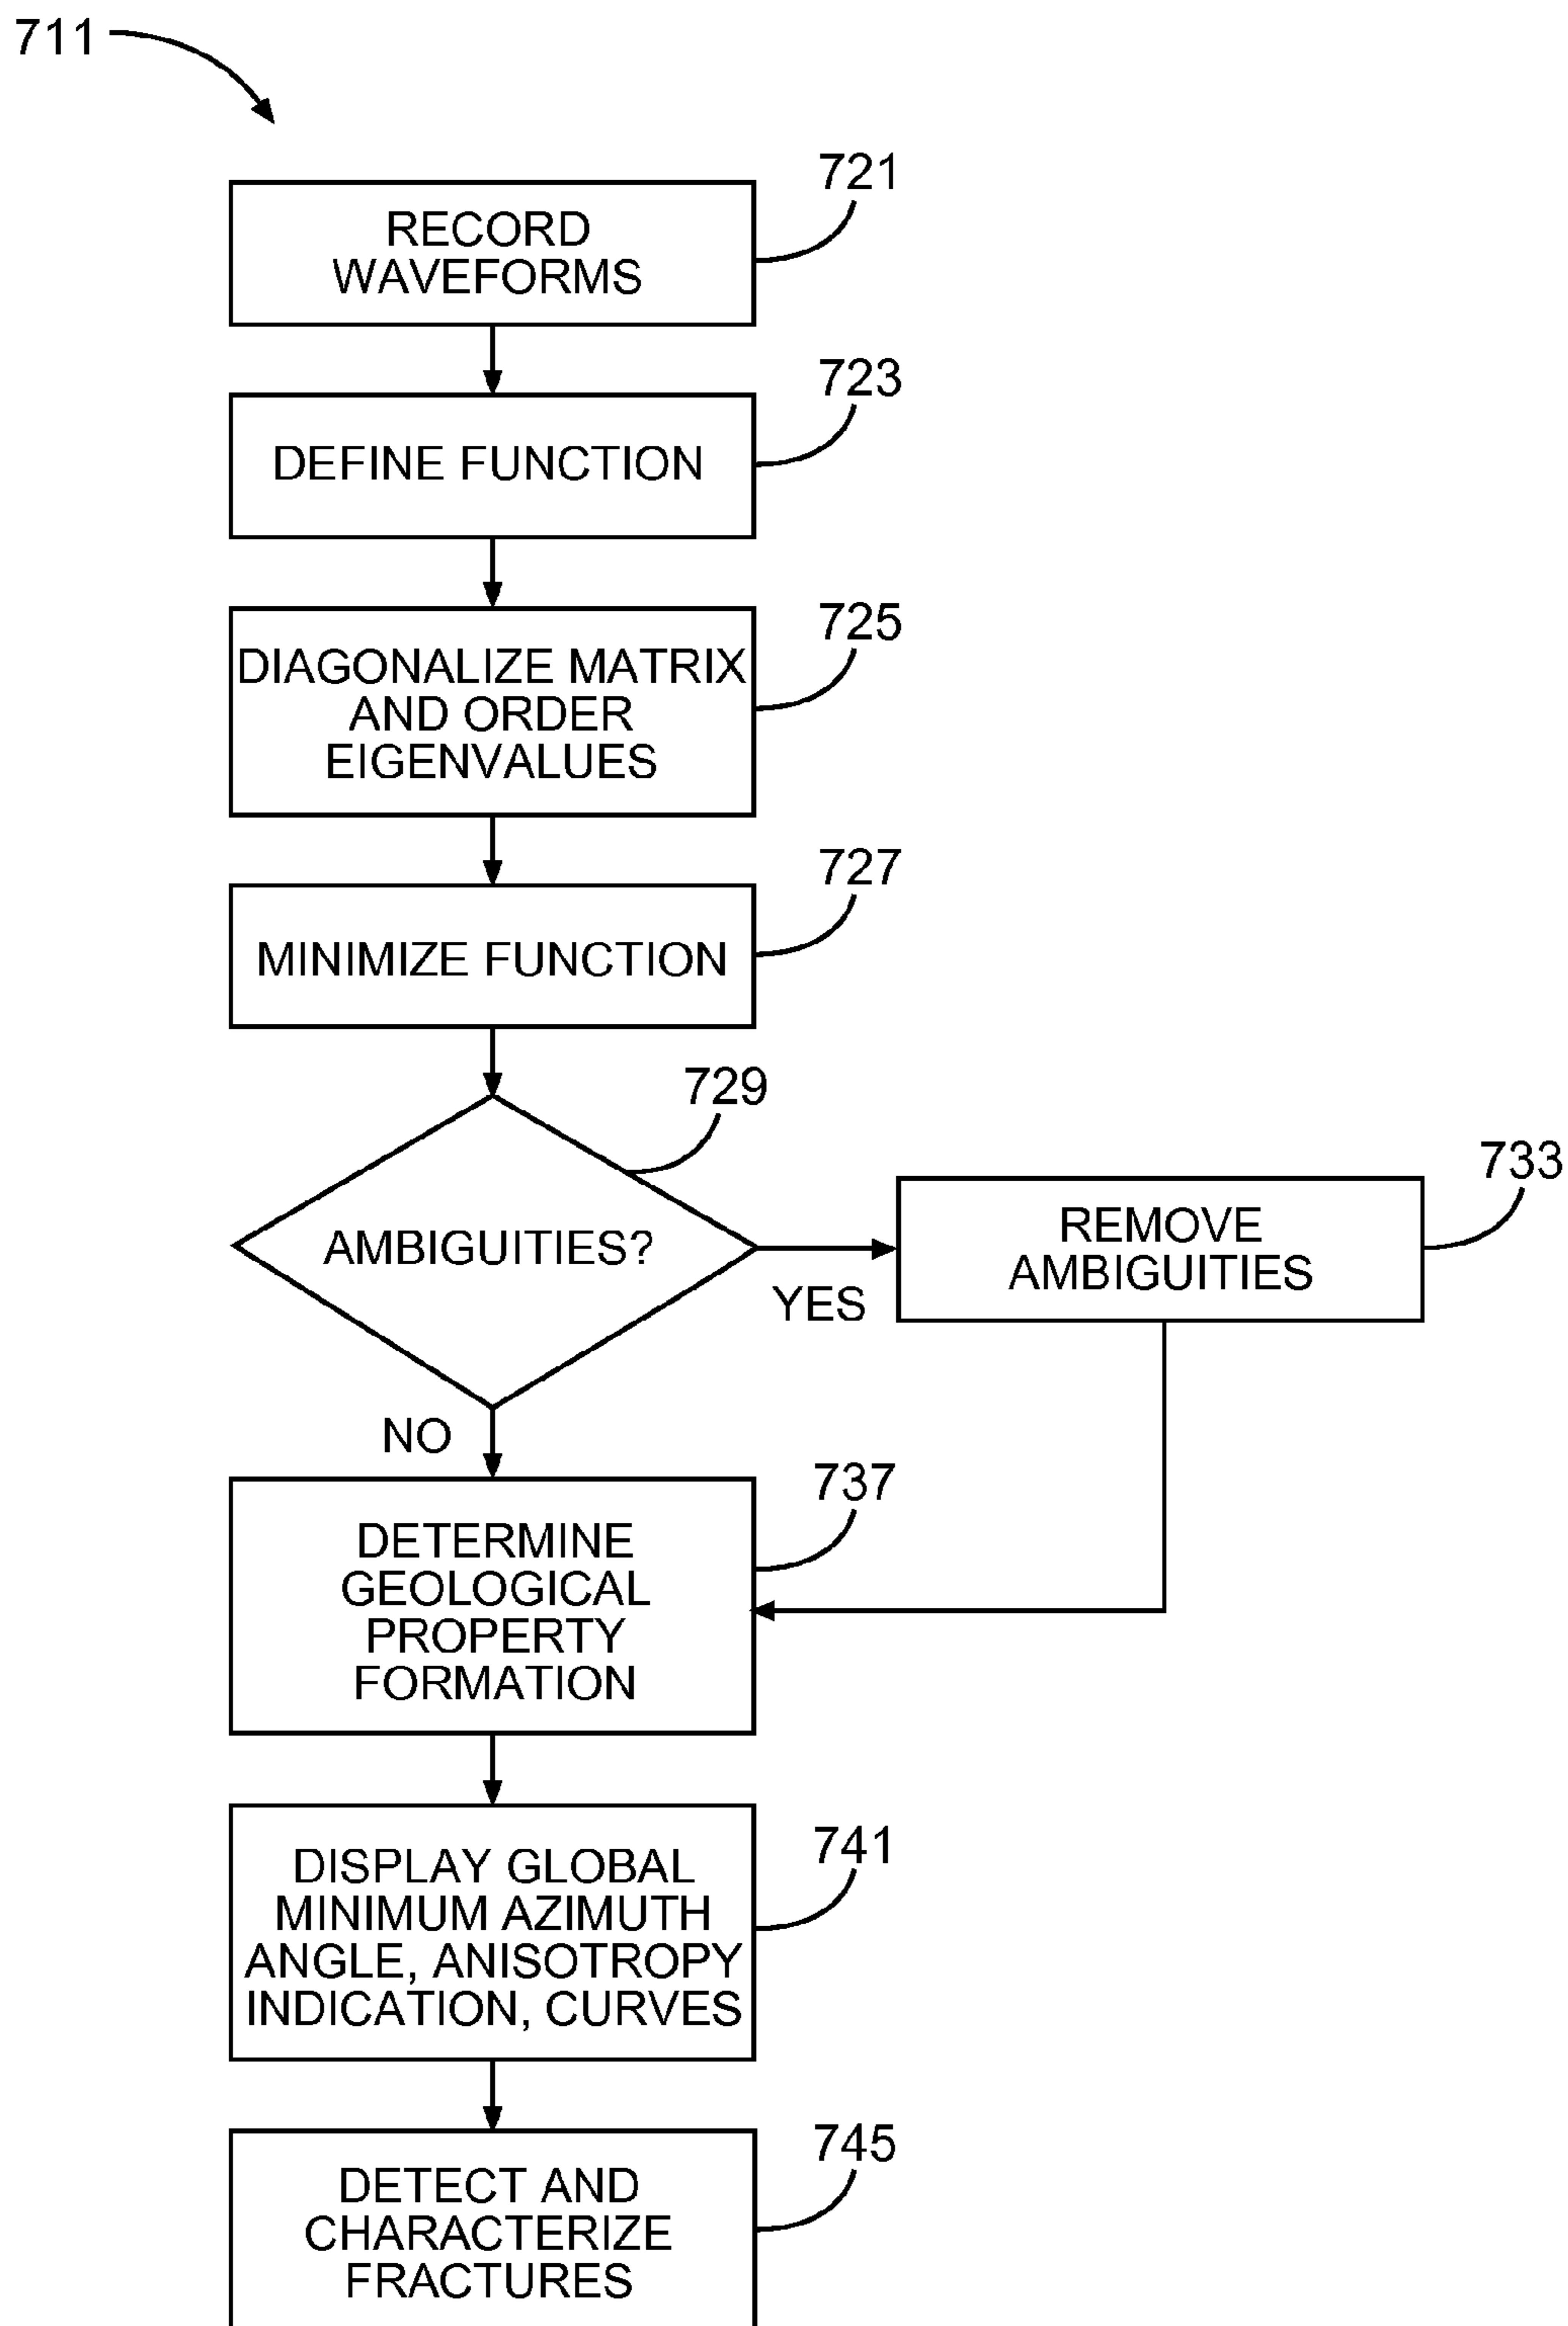 711
721
RECORD
WAVEFORMS
723
DEFINE FUNCTION
725
DIAGONALIZE MATRIX
AND ORDER
EIGENVALUES
727
MINIMIZE FUNCTION
729
AMBIGUITIES?
YES
733
REMOVE
AMBIGUITIES
NO
737
DETERMINE
GEOLOGICAL
PROPERTY
FORMATION
741
DISPLAY GLOBAL
MINIMUM AZIMUTH
ANGLE, ANISOTROPY
INDICATION, CURVES
745
DETECT AND
CHARACTERIZE
FRACTURES